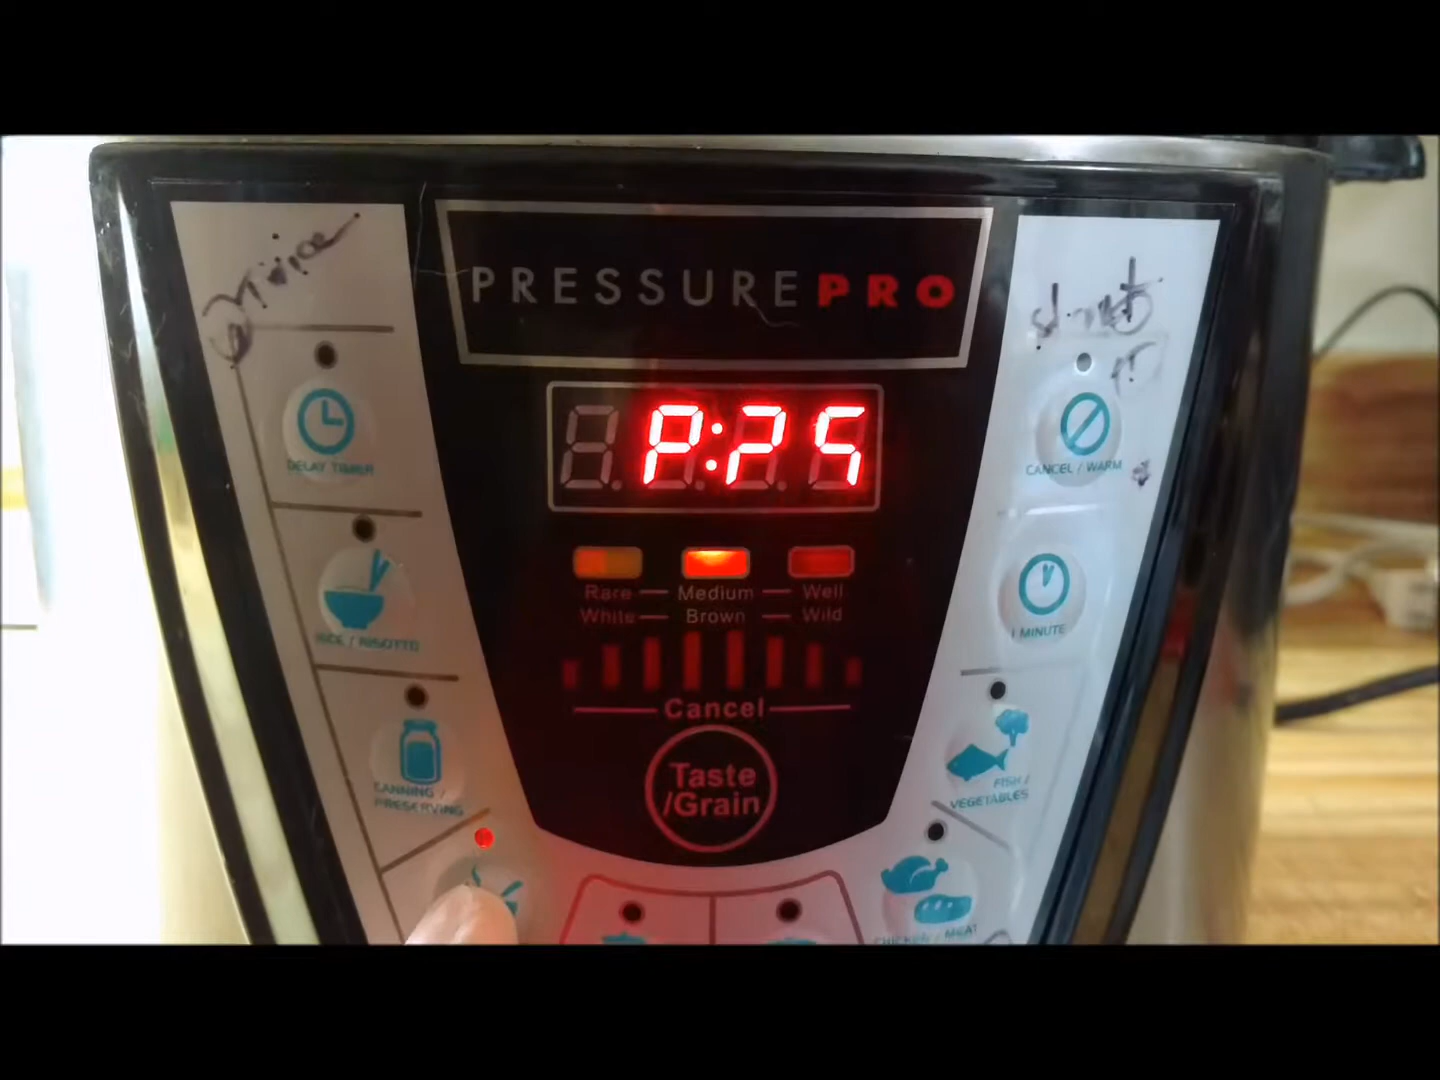 PRESSURE PRO
P:25
DELAY TIMER
CANCEL / WARM
RICE / RISOTTO
1 MINUTE
Rare — Medium — Well
White — Brown — Wild
Cancel
Taste
/Grain
CANNING /
PRESERVING
FISH /
VEGETABLES
CHICKEN / MEAT